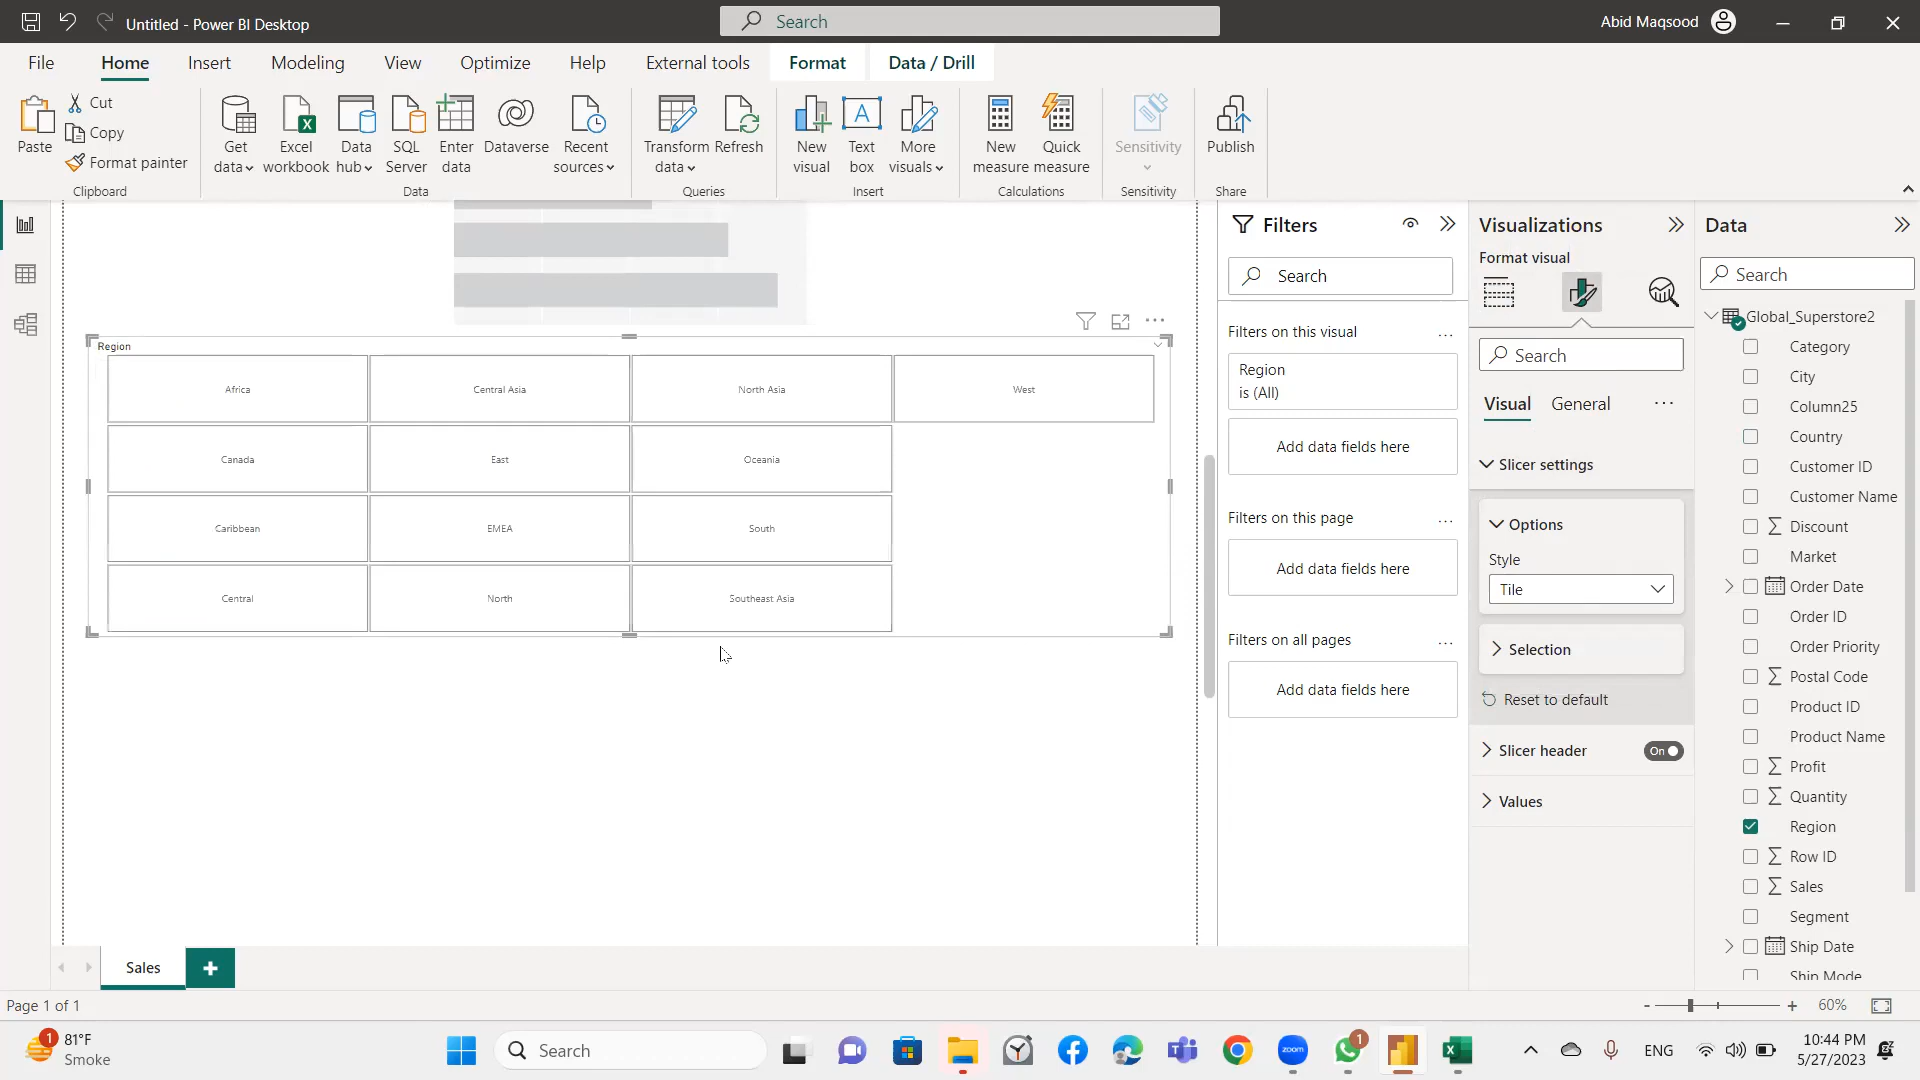 Untitled - Power BI Desktop
Search
Abid Maqsood
File
Home
Insert
Modeling
View
Optimize
Help
External tools
Format
Data / Drill
Paste
Cut
Copy
Format painter
Clipboard
Get data
Excel workbook
Data hub
SQL Server
Enter data
Dataverse
Recent sources
Data
Transform data
Refresh
Queries
New visual
Text box
More visuals
Insert
New measure
Quick measure
Calculations
Sensitivity
Sensitivity
Publish
Share
Region
Africa
Central Asia
North Asia
West
Canada
East
Oceania
Caribbean
EMEA
South
Central
North
Southeast Asia
Filters
Search
Filters on this visual
Region
is (All)
Add data fields here
Filters on this page
Add data fields here
Filters on all pages
Add data fields here
Visualizations
Format visual
Search
Visual
General
Slicer settings
Options
Style
Tile
Selection
Reset to default
Slicer header
On
Values
Data
Search
Global_Superstore2
Category
City
Column25
Country
Customer ID
Customer Name
Discount
Market
Order Date
Order ID
Order Priority
Postal Code
Product ID
Product Name
Profit
Quantity
Region
Row ID
Sales
Segment
Ship Date
Ship Mode
Sales
Page 1 of 1
60%
1
81°F
Smoke
Search
zoom
1
ENG
10:44 PM
5/27/2023